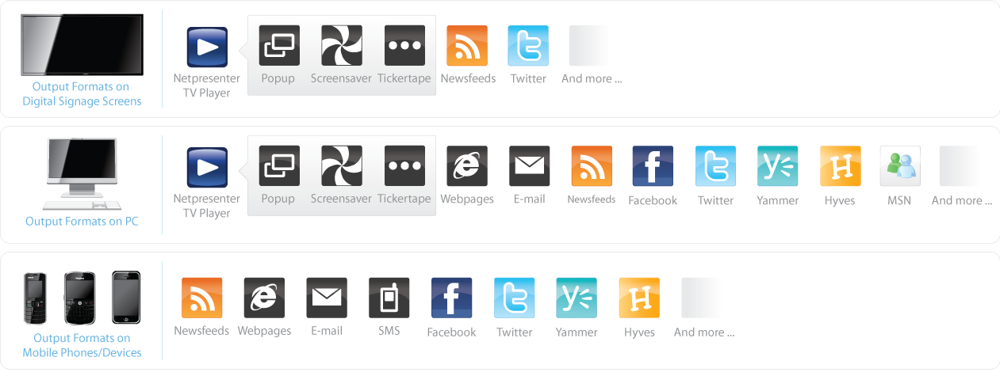 Output Formats on
Digital Signage Screens
Netpresenter
TV Player
Popup
Screensaver
Tickertape
Newsfeeds
Twitter
And more ...
Output Formats on PC
Netpresenter
TV Player
Popup
Screensaver
Tickertape
Webpages
E-mail
Newsfeeds
Facebook
Twitter
Yammer
Hyves
MSN
And more ...
Output Formats on
Mobile Phones/Devices
Newsfeeds
Webpages
E-mail
SMS
Facebook
Twitter
Yammer
Hyves
And more ...